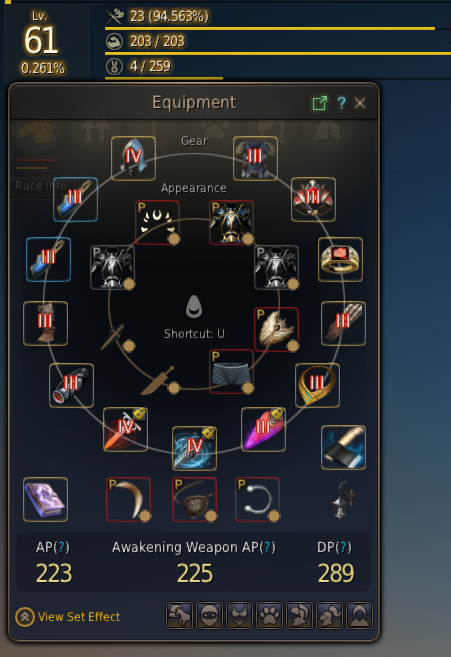 Lv.
61
0.261%
23 (94.563%)
203 / 203
4 / 259
Equipment
?
Gear
IV
III
Appearance
III
III
Race Info
P
P
III
P
P
III
III
P
Shortcut: U
III
P
III
IV
IV
III
P
P
P
AP(?)
Awakening Weapon AP(?)
DP(?)
223
225
289
View Set Effect